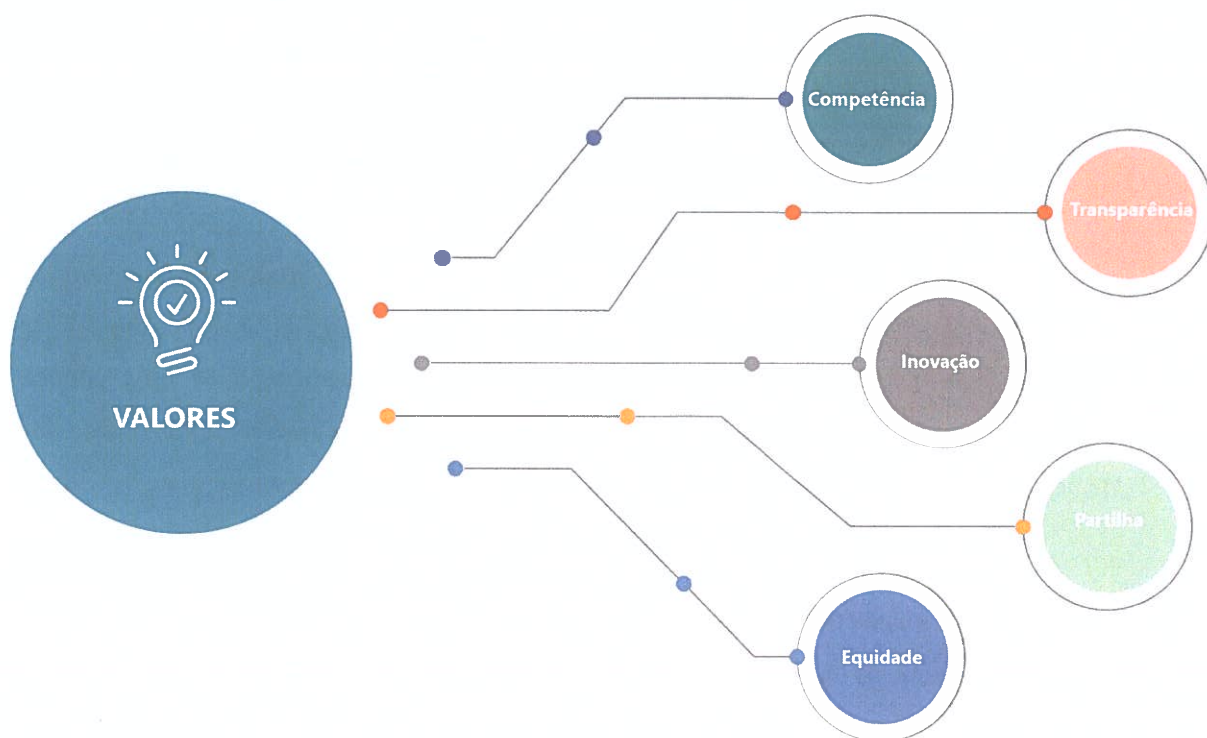 VALORES
Competência
Transparência
Inovação
Partilha
Equidade